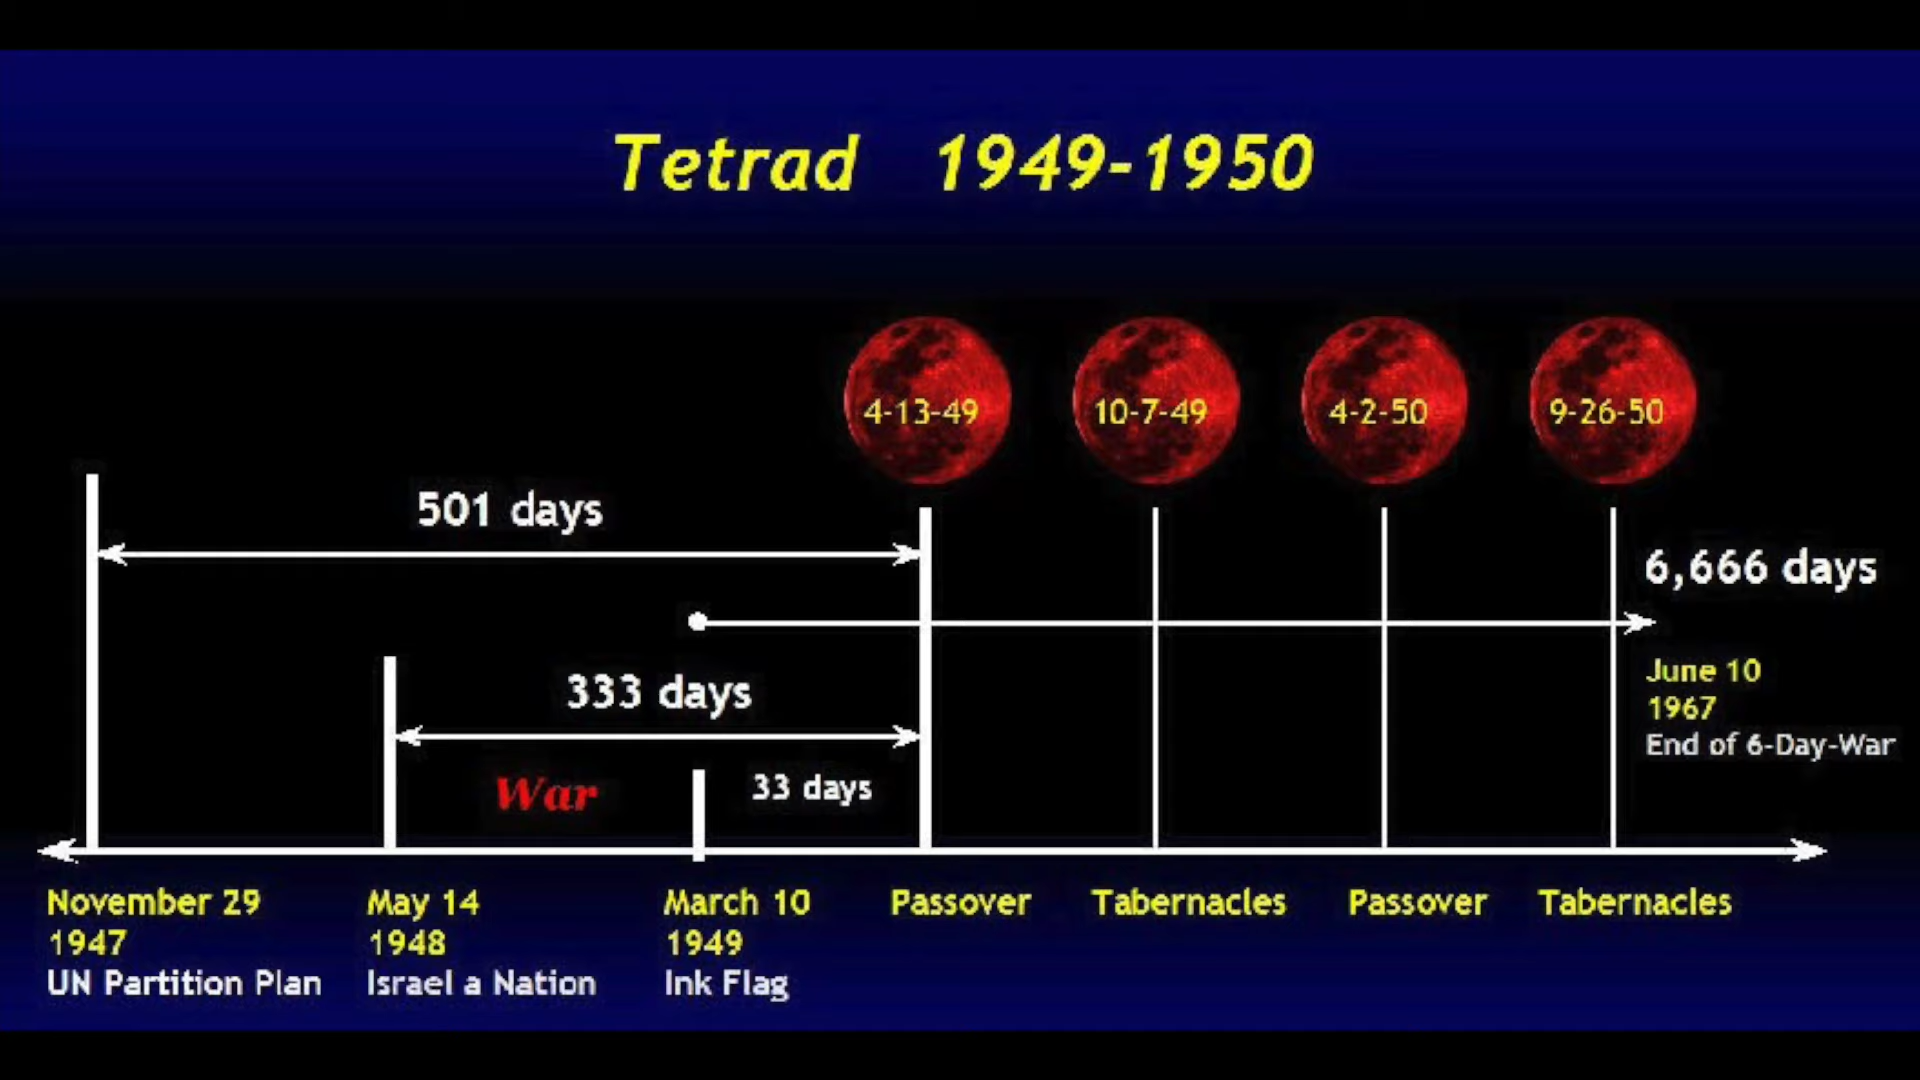 Tetrad 1949-1950
4-13-49
10-7-49
4-2-50
9-26-50
501 days
6,666 days
333 days
June 10
1967
End of 6-Day-War
War
33 days
November 29
1947
UN Partition Plan
May 14
1948
Israel a Nation
March 10
1949
Ink Flag
Passover
Tabernacles
Passover
Tabernacles